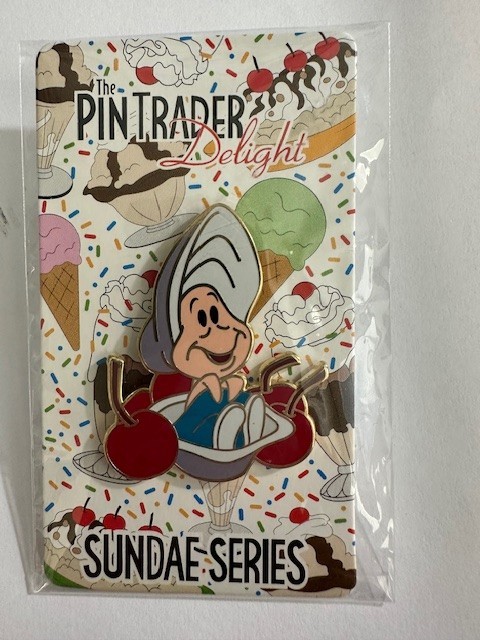 The
PIN TRADER
Delight
SUNDAE SERIES